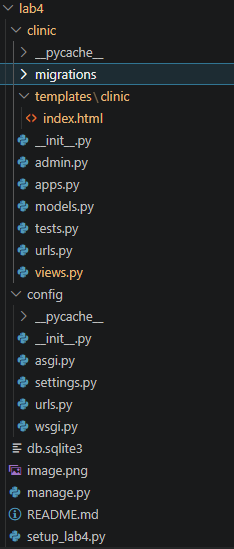 lab4
clinic
__pycache__
migrations
templates\clinic
<> index.html
__init__.py
admin.py
apps.py
models.py
tests.py
urls.py
views.py
config
__pycache__
__init__.py
asgi.py
settings.py
urls.py
wsgi.py
db.sqlite3
image.png
manage.py
README.md
setup_lab4.py